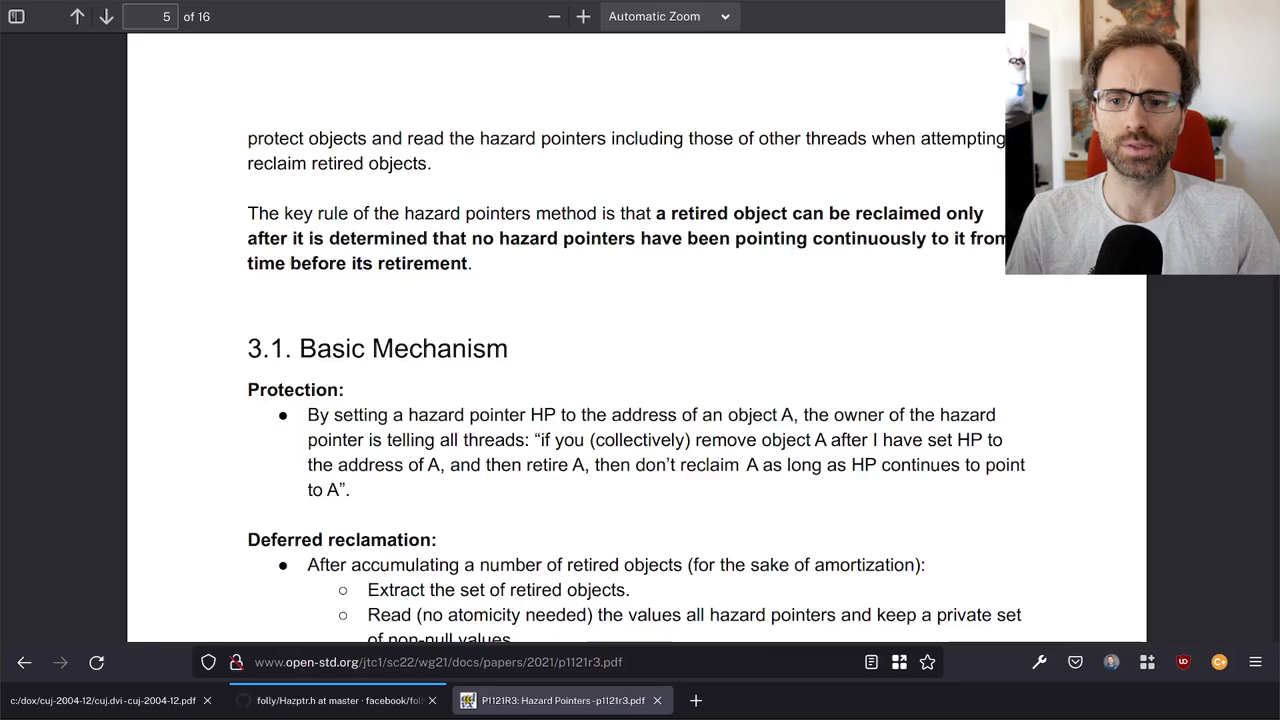 5 of 16
Automatic Zoom
protect objects and read the hazard pointers including those of other threads when attempting
reclaim retired objects.
The key rule of the hazard pointers method is that a retired object can be reclaimed only
after it is determined that no hazard pointers have been pointing continuously to it from
time before its retirement.
3.1. Basic Mechanism
Protection:
● By setting a hazard pointer HP to the address of an object A, the owner of the hazard
pointer is telling all threads: “if you (collectively) remove object A after I have set HP to
the address of A, and then retire A, then don’t reclaim A as long as HP continues to point
to A”.
Deferred reclamation:
● After accumulating a number of retired objects (for the sake of amortization):
○ Extract the set of retired objects.
○ Read (no atomicity needed) the values all hazard pointers and keep a private set
of non-null values.
www.open-std.org/jtc1/sc22/wg21/docs/papers/2021/p1121r3.pdf
c:/dox/cuj-2004-12/cuj.dvi - cuj-2004-12.pdf
folly/Hazptr.h at master · facebook/foll
P1121R3: Hazard Pointers - p1121r3.pdf